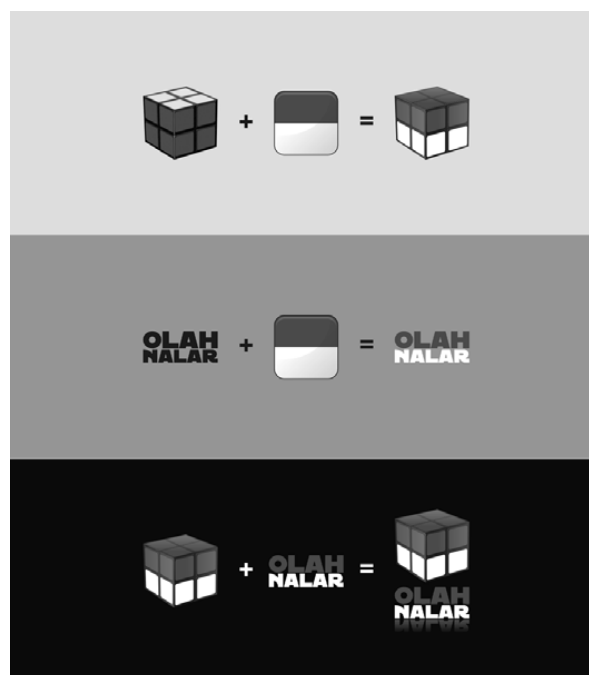 + =
OLAH
NALAR
+ =
OLAH
NALAR
+
OLAH
NALAR
=
OLAH
NALAR